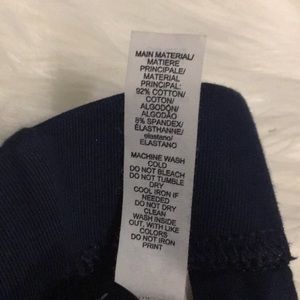 MAIN MATERIAL/
MATIERE
PRINCIPALE/
MATERIAL
PRINCIPAL:
92% COTTON/
COTON/
ALGODÓN/
ALGODÃO
8% SPANDEX/
ÉLASTHANNE/
elastano/
ELASTANO
MACHINE WASH
COLD
DO NOT BLEACH
DO NOT TUMBLE
DRY
COOL IRON IF
NEEDED
DO NOT DRY
CLEAN
WASH INSIDE
OUT, WITH LIKE
COLORS
DO NOT IRON
PRINT